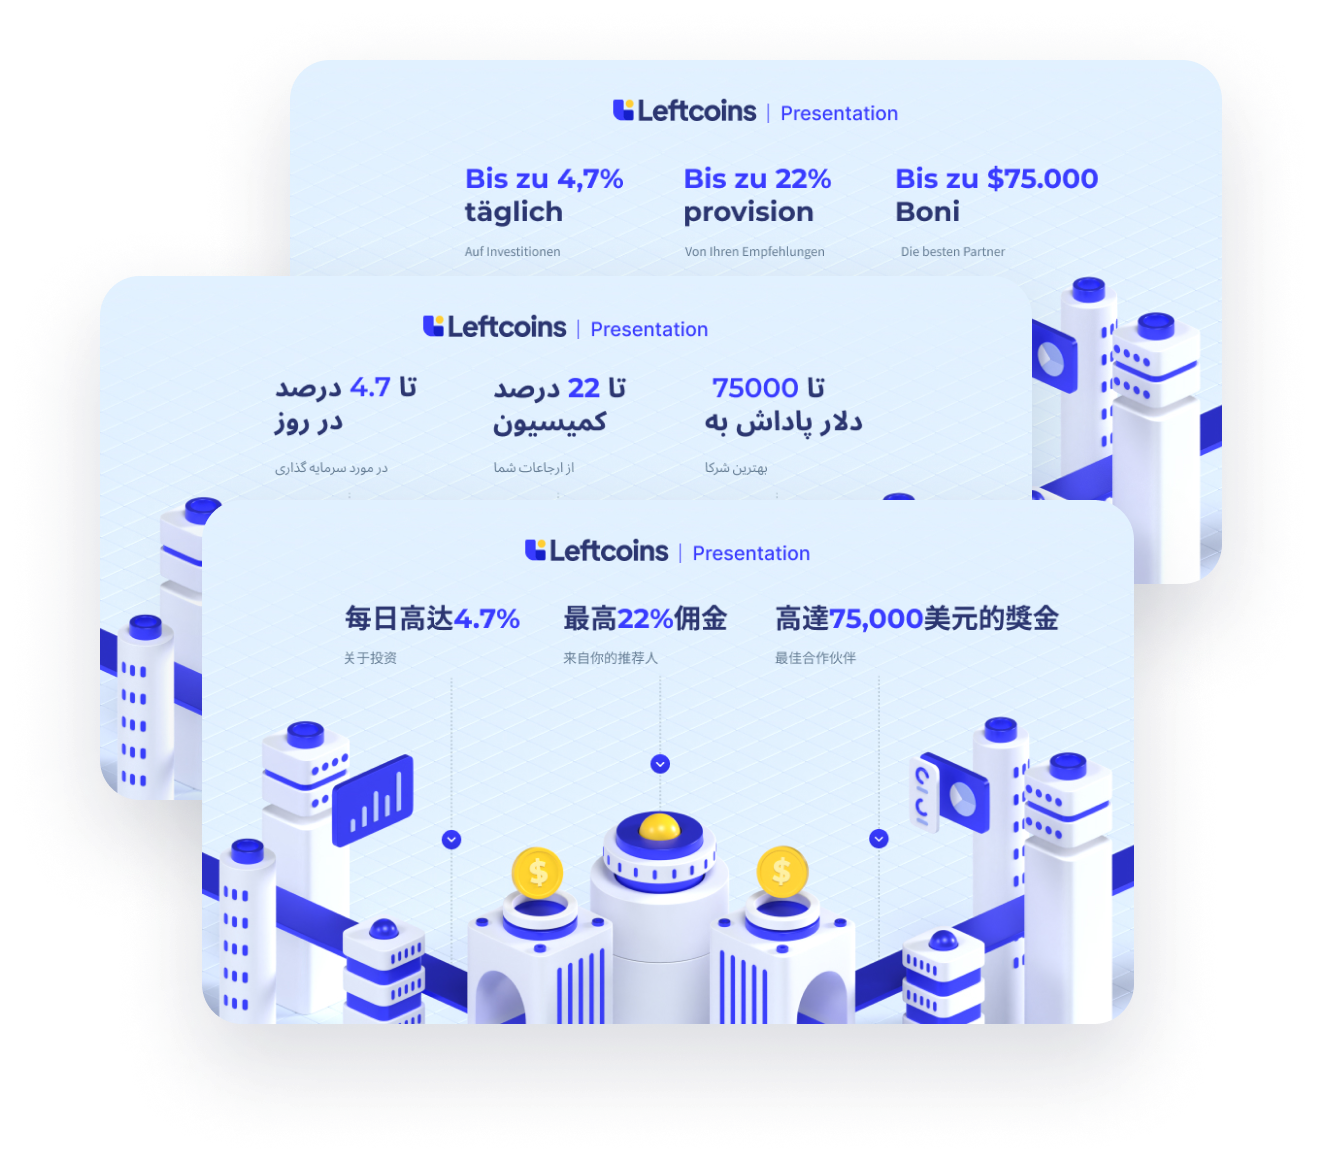 Leftcoins | Presentation
Bis zu 4,7%
täglich
Auf Investitionen
Bis zu 22%
provision
Von Ihren Empfehlungen
Bis zu $75.000
Boni
Die besten Partner
Leftcoins | Presentation
تا 4.7 درصد
در روز
در مورد سرمایه گذاری
تا 22 درصد
کمیسیون
از ارجاعات شما
تا 75000
دلار پاداش به
بهترین شرکا
Leftcoins | Presentation
每日高达4.7%
关于投资
最高22%佣金
来自你的推荐人
高達75,000美元的獎金
最佳合作伙伴
$
$